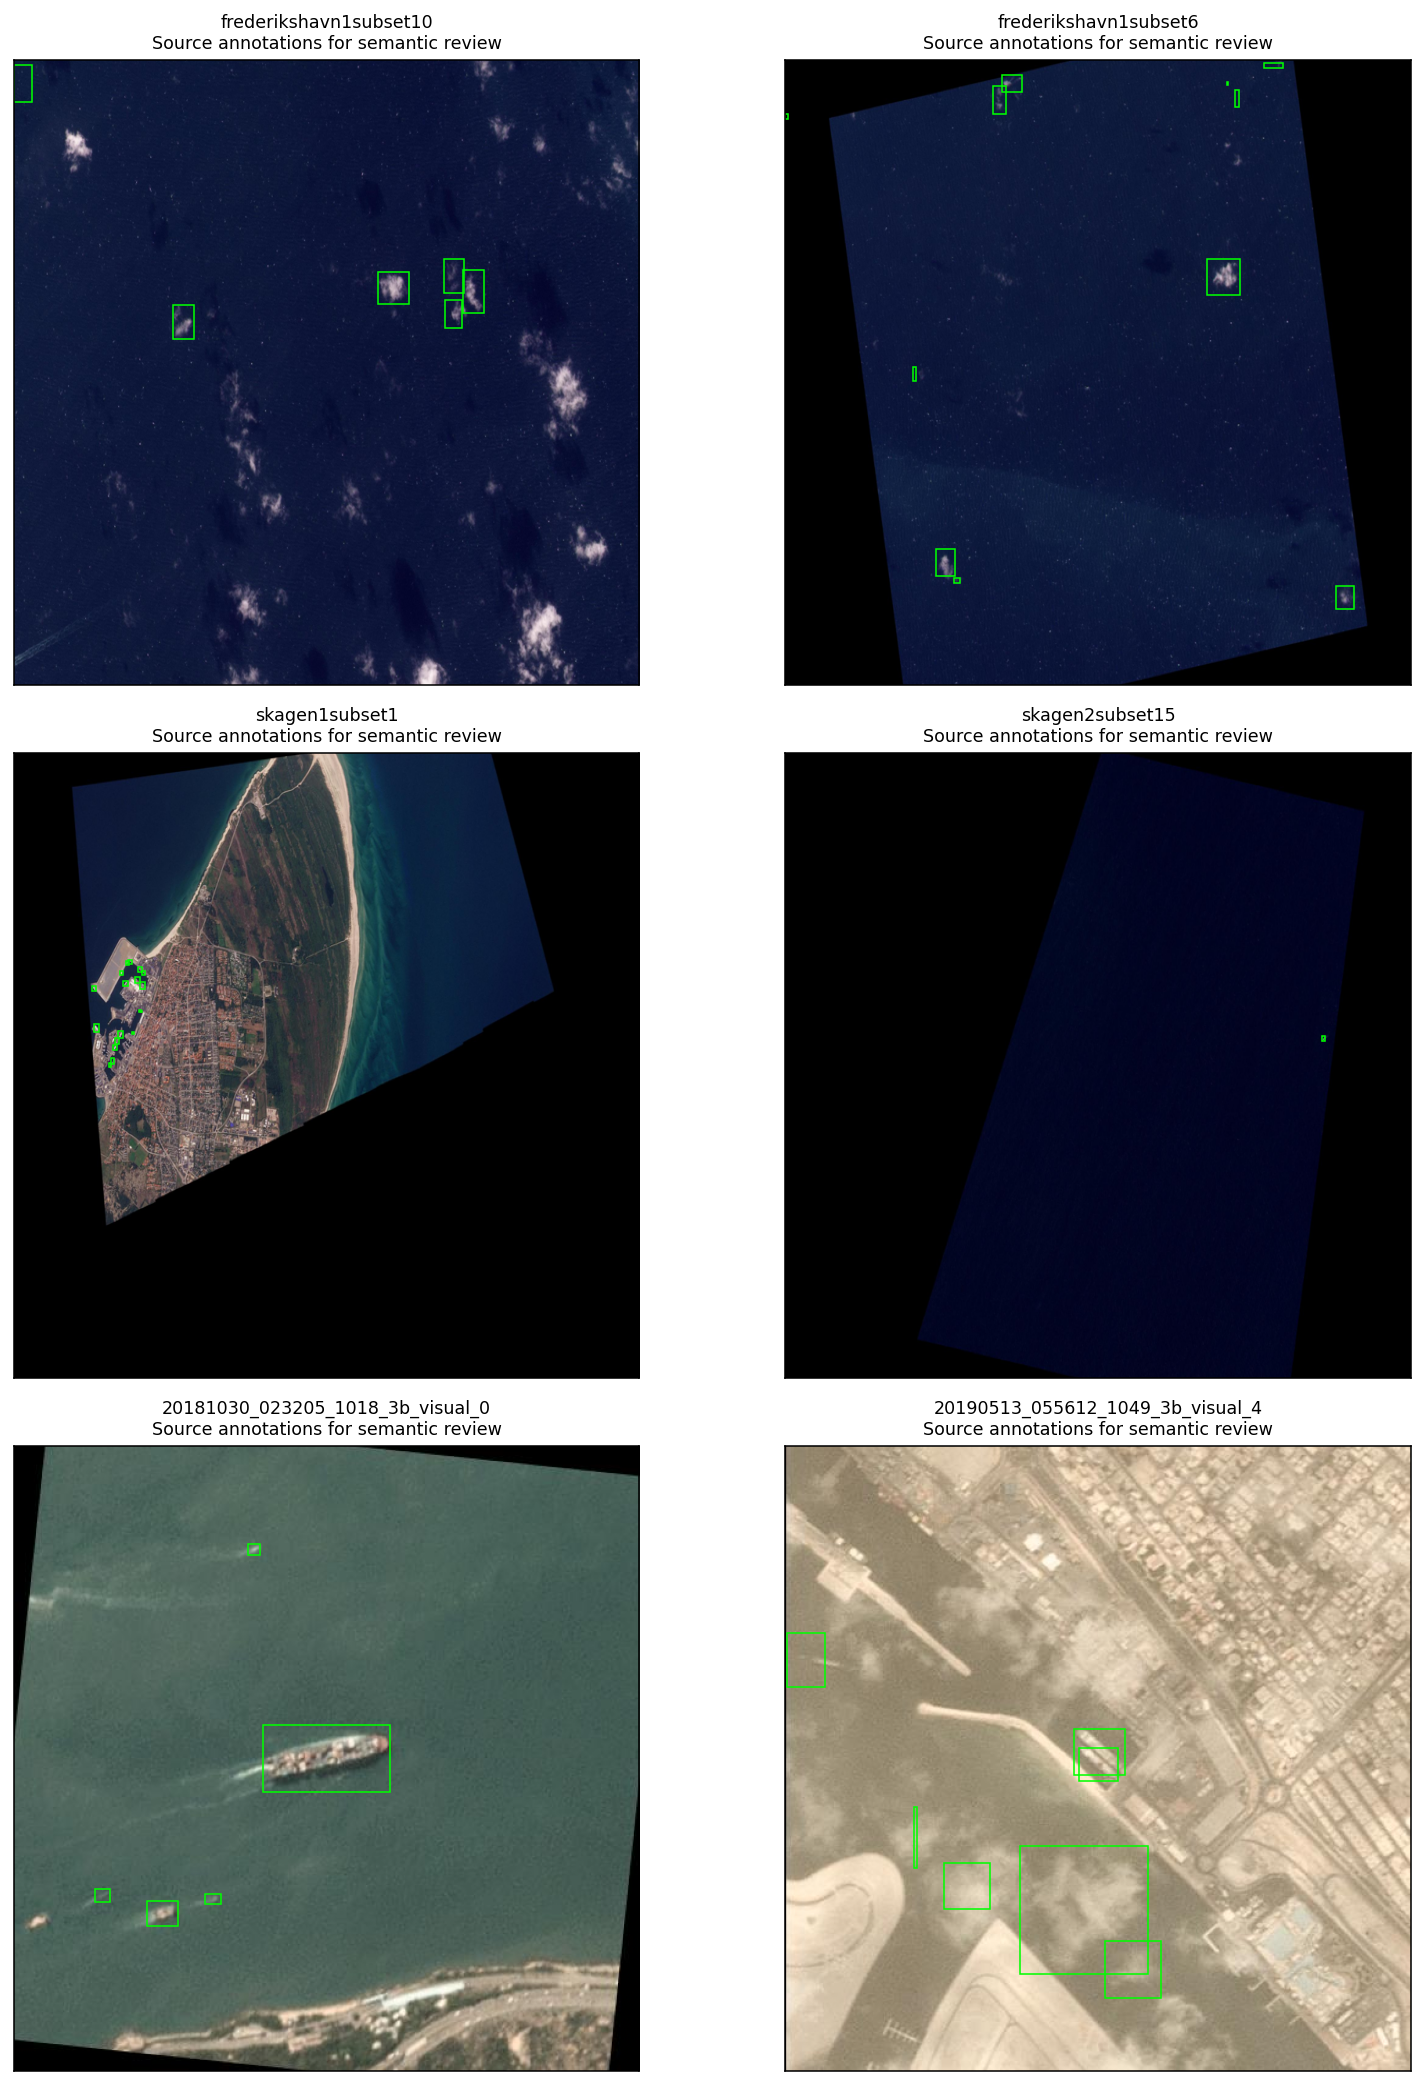 frederikshavn1subset10
Source annotations for semantic review
frederikshavn1subset6
Source annotations for semantic review
skagen1subset1
Source annotations for semantic review
skagen2subset15
Source annotations for semantic review
20181030_023205_1018_3b_visual_0
Source annotations for semantic review
20190513_055612_1049_3b_visual_4
Source annotations for semantic review